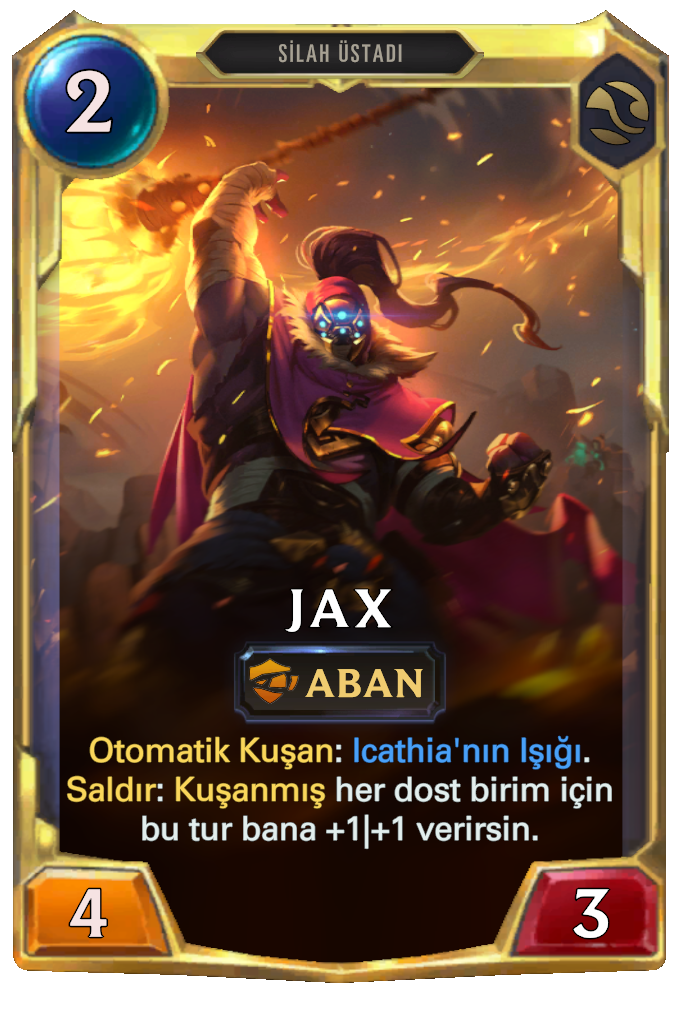 SİLAH ÜSTADI
2
JAX
ABAN
Otomatik Kuşan: Icathia'nın Işığı.
Saldır: Kuşanmış her dost birim için
bu tur bana +1|+1 verirsin.
4
3